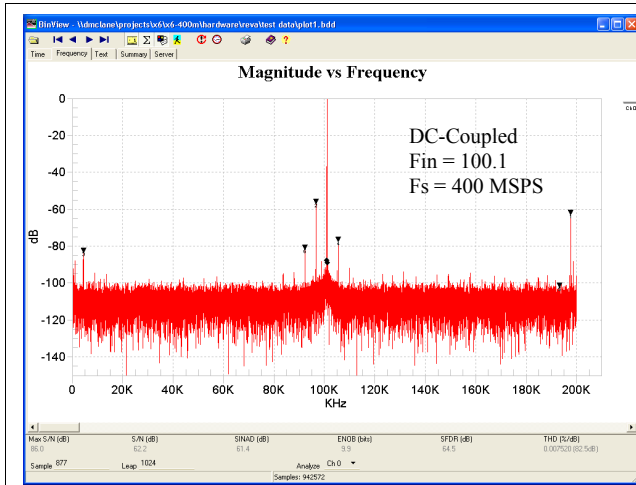 BinView - \\dmclane\projects\x6\x6-400m\hardware\reva\test data\plot1.bdd
Time Frequency Text Summary Server
Magnitude vs Frequency
Ch0
DC-Coupled
Fin = 100.1
Fs = 400 MSPS
dB
0
-20
-40
-60
-80
-100
-120
-140
0 20K 40K 60K 80K 100K 120K 140K 160K 180K 200K
KHz
Max S/N (dB) S/N (dB) SINAD (dB) ENOB (bits) SFDR (dB) THD (%/dB)
86.0 62.2 61.4 9.9 64.5 0.007520 (82.5dB)
Sample 877 Leap 1024 Analyze Ch 0
Samples: 942572